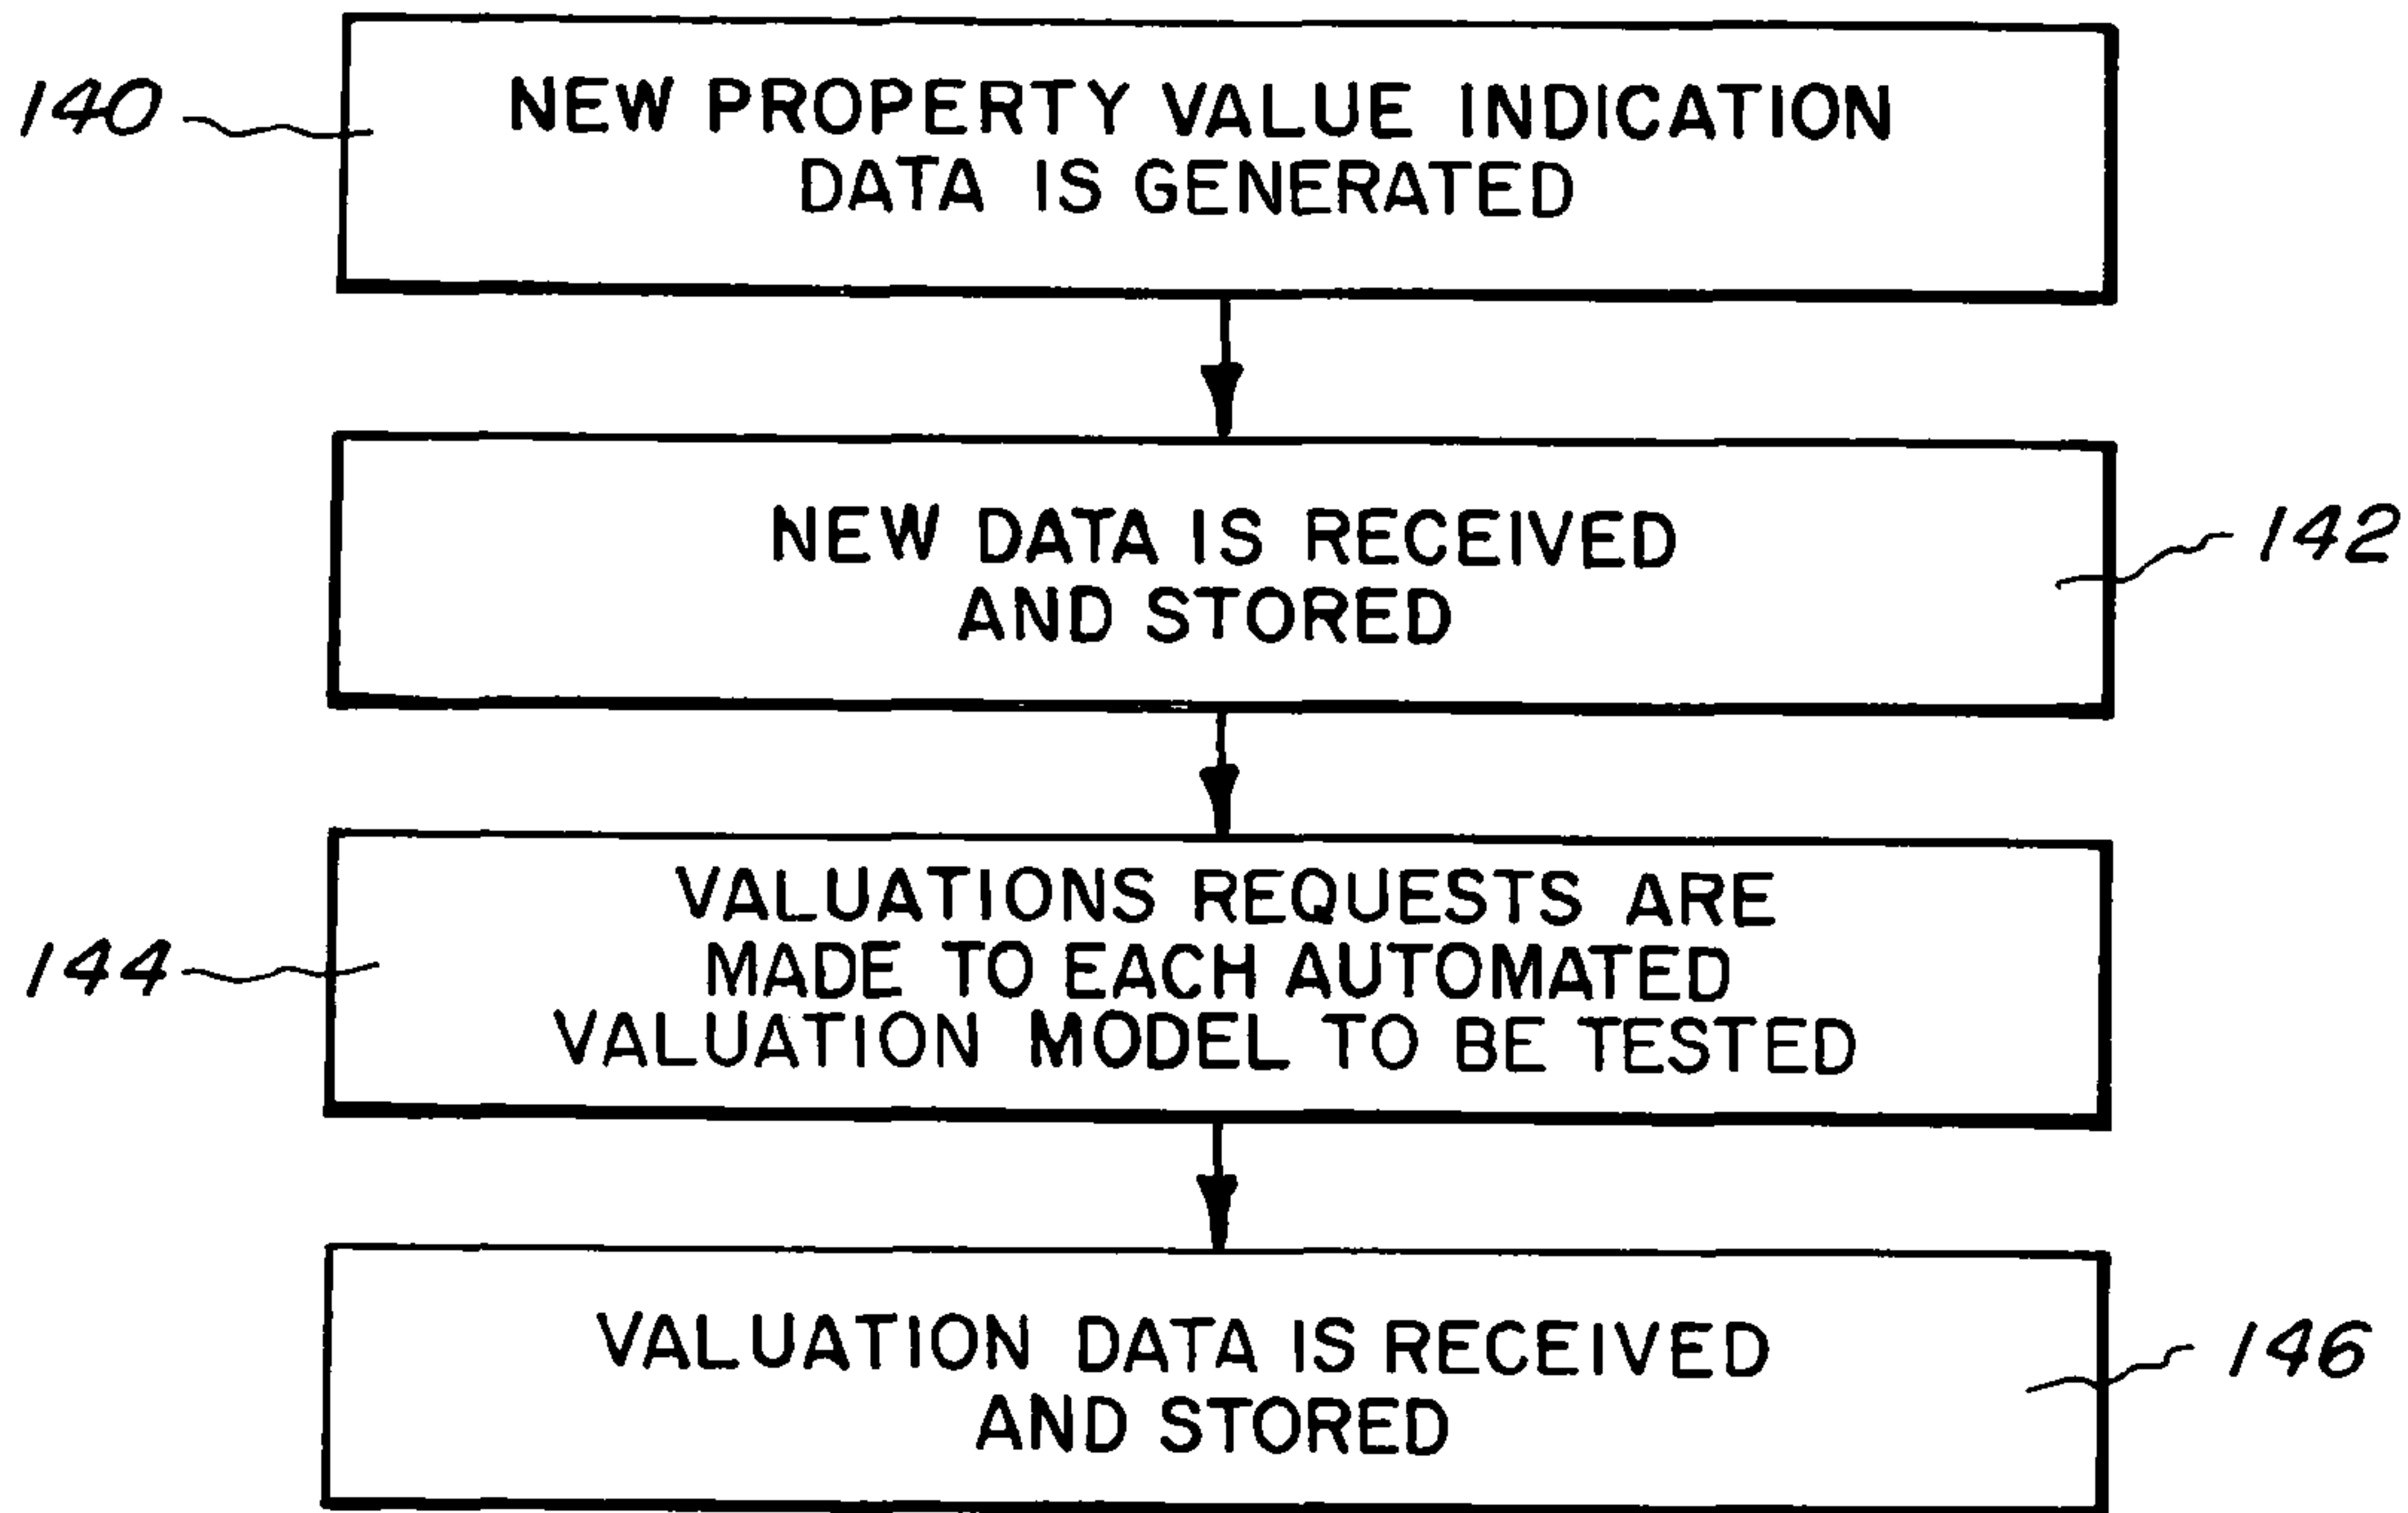 140
NEW PROPERTY VALUE INDICATION
DATA IS GENERATED
NEW DATA IS RECEIVED
AND STORED
142
VALUATIONS REQUESTS ARE
MADE TO EACH AUTOMATED
VALUATION MODEL TO BE TESTED
144
VALUATION DATA IS RECEIVED
AND STORED
146